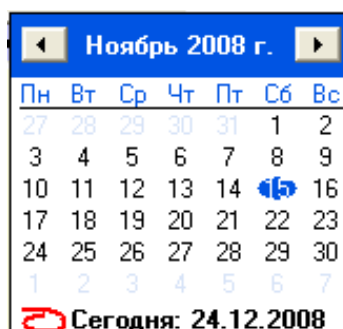 Ноябрь 2008 г.
Пн Вт Ср Чт Пт Сб Вс
27 28 29 30 31 1 2
3 4 5 6 7 8 9
10 11 12 13 14 15 16
17 18 19 20 21 22 23
24 25 26 27 28 29 30
1 2 3 4 5 6 7
Сегодня: 24.12.2008